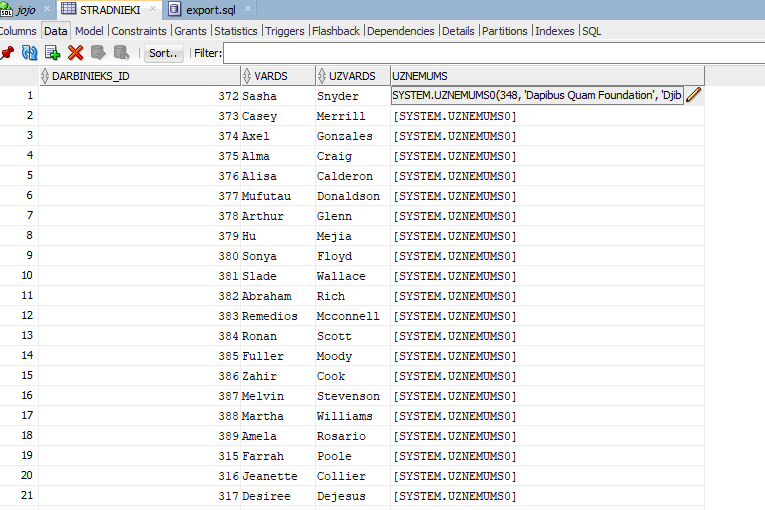 SQL jojo × STRADNIEKI × export.sql ×
Columns Data Model Constraints Grants Statistics Triggers Flashback Dependencies Details Partitions Indexes SQL
Sort.. Filter:
DARBINIEKS_ID VARDS UZVARDS UZNEMUMS
1 372 Sasha Snyder SYSTEM.UZNEMUMS0(348, 'Dapibus Quam Foundation', 'Djib
2 373 Casey Merrill [SYSTEM.UZNEMUMS0]
3 374 Axel Gonzales [SYSTEM.UZNEMUMS0]
4 375 Alma Craig [SYSTEM.UZNEMUMS0]
5 376 Alisa Calderon [SYSTEM.UZNEMUMS0]
6 377 Mufutau Donaldson [SYSTEM.UZNEMUMS0]
7 378 Arthur Glenn [SYSTEM.UZNEMUMS0]
8 379 Hu Mejia [SYSTEM.UZNEMUMS0]
9 380 Sonya Floyd [SYSTEM.UZNEMUMS0]
10 381 Slade Wallace [SYSTEM.UZNEMUMS0]
11 382 Abraham Rich [SYSTEM.UZNEMUMS0]
12 383 Remedios Mcconnell [SYSTEM.UZNEMUMS0]
13 384 Ronan Scott [SYSTEM.UZNEMUMS0]
14 385 Fuller Moody [SYSTEM.UZNEMUMS0]
15 386 Zahir Cook [SYSTEM.UZNEMUMS0]
16 387 Melvin Stevenson [SYSTEM.UZNEMUMS0]
17 388 Martha Williams [SYSTEM.UZNEMUMS0]
18 389 Amela Rosario [SYSTEM.UZNEMUMS0]
19 315 Farrah Poole [SYSTEM.UZNEMUMS0]
20 316 Jeanette Collier [SYSTEM.UZNEMUMS0]
21 317 Desiree Dejesus [SYSTEM.UZNEMUMS0]